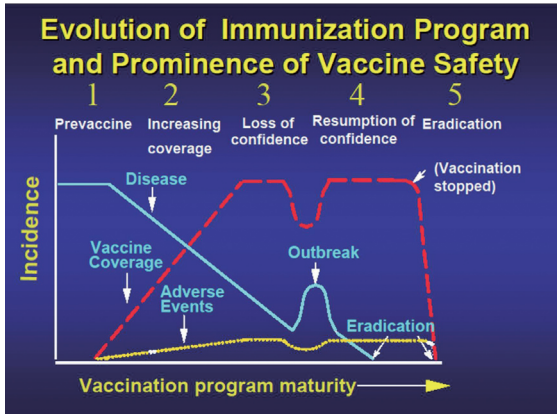 Evolution of Immunization Program
and Prominence of Vaccine Safety
1 2 3 4 5
Prevaccine
Increasing
coverage
Loss of
confidence
Resumption of
confidence
Eradication
Disease
(Vaccination
stopped)
Incidence
Vaccine
Coverage
Outbreak
Adverse
Events
Eradication
Vaccination program maturity